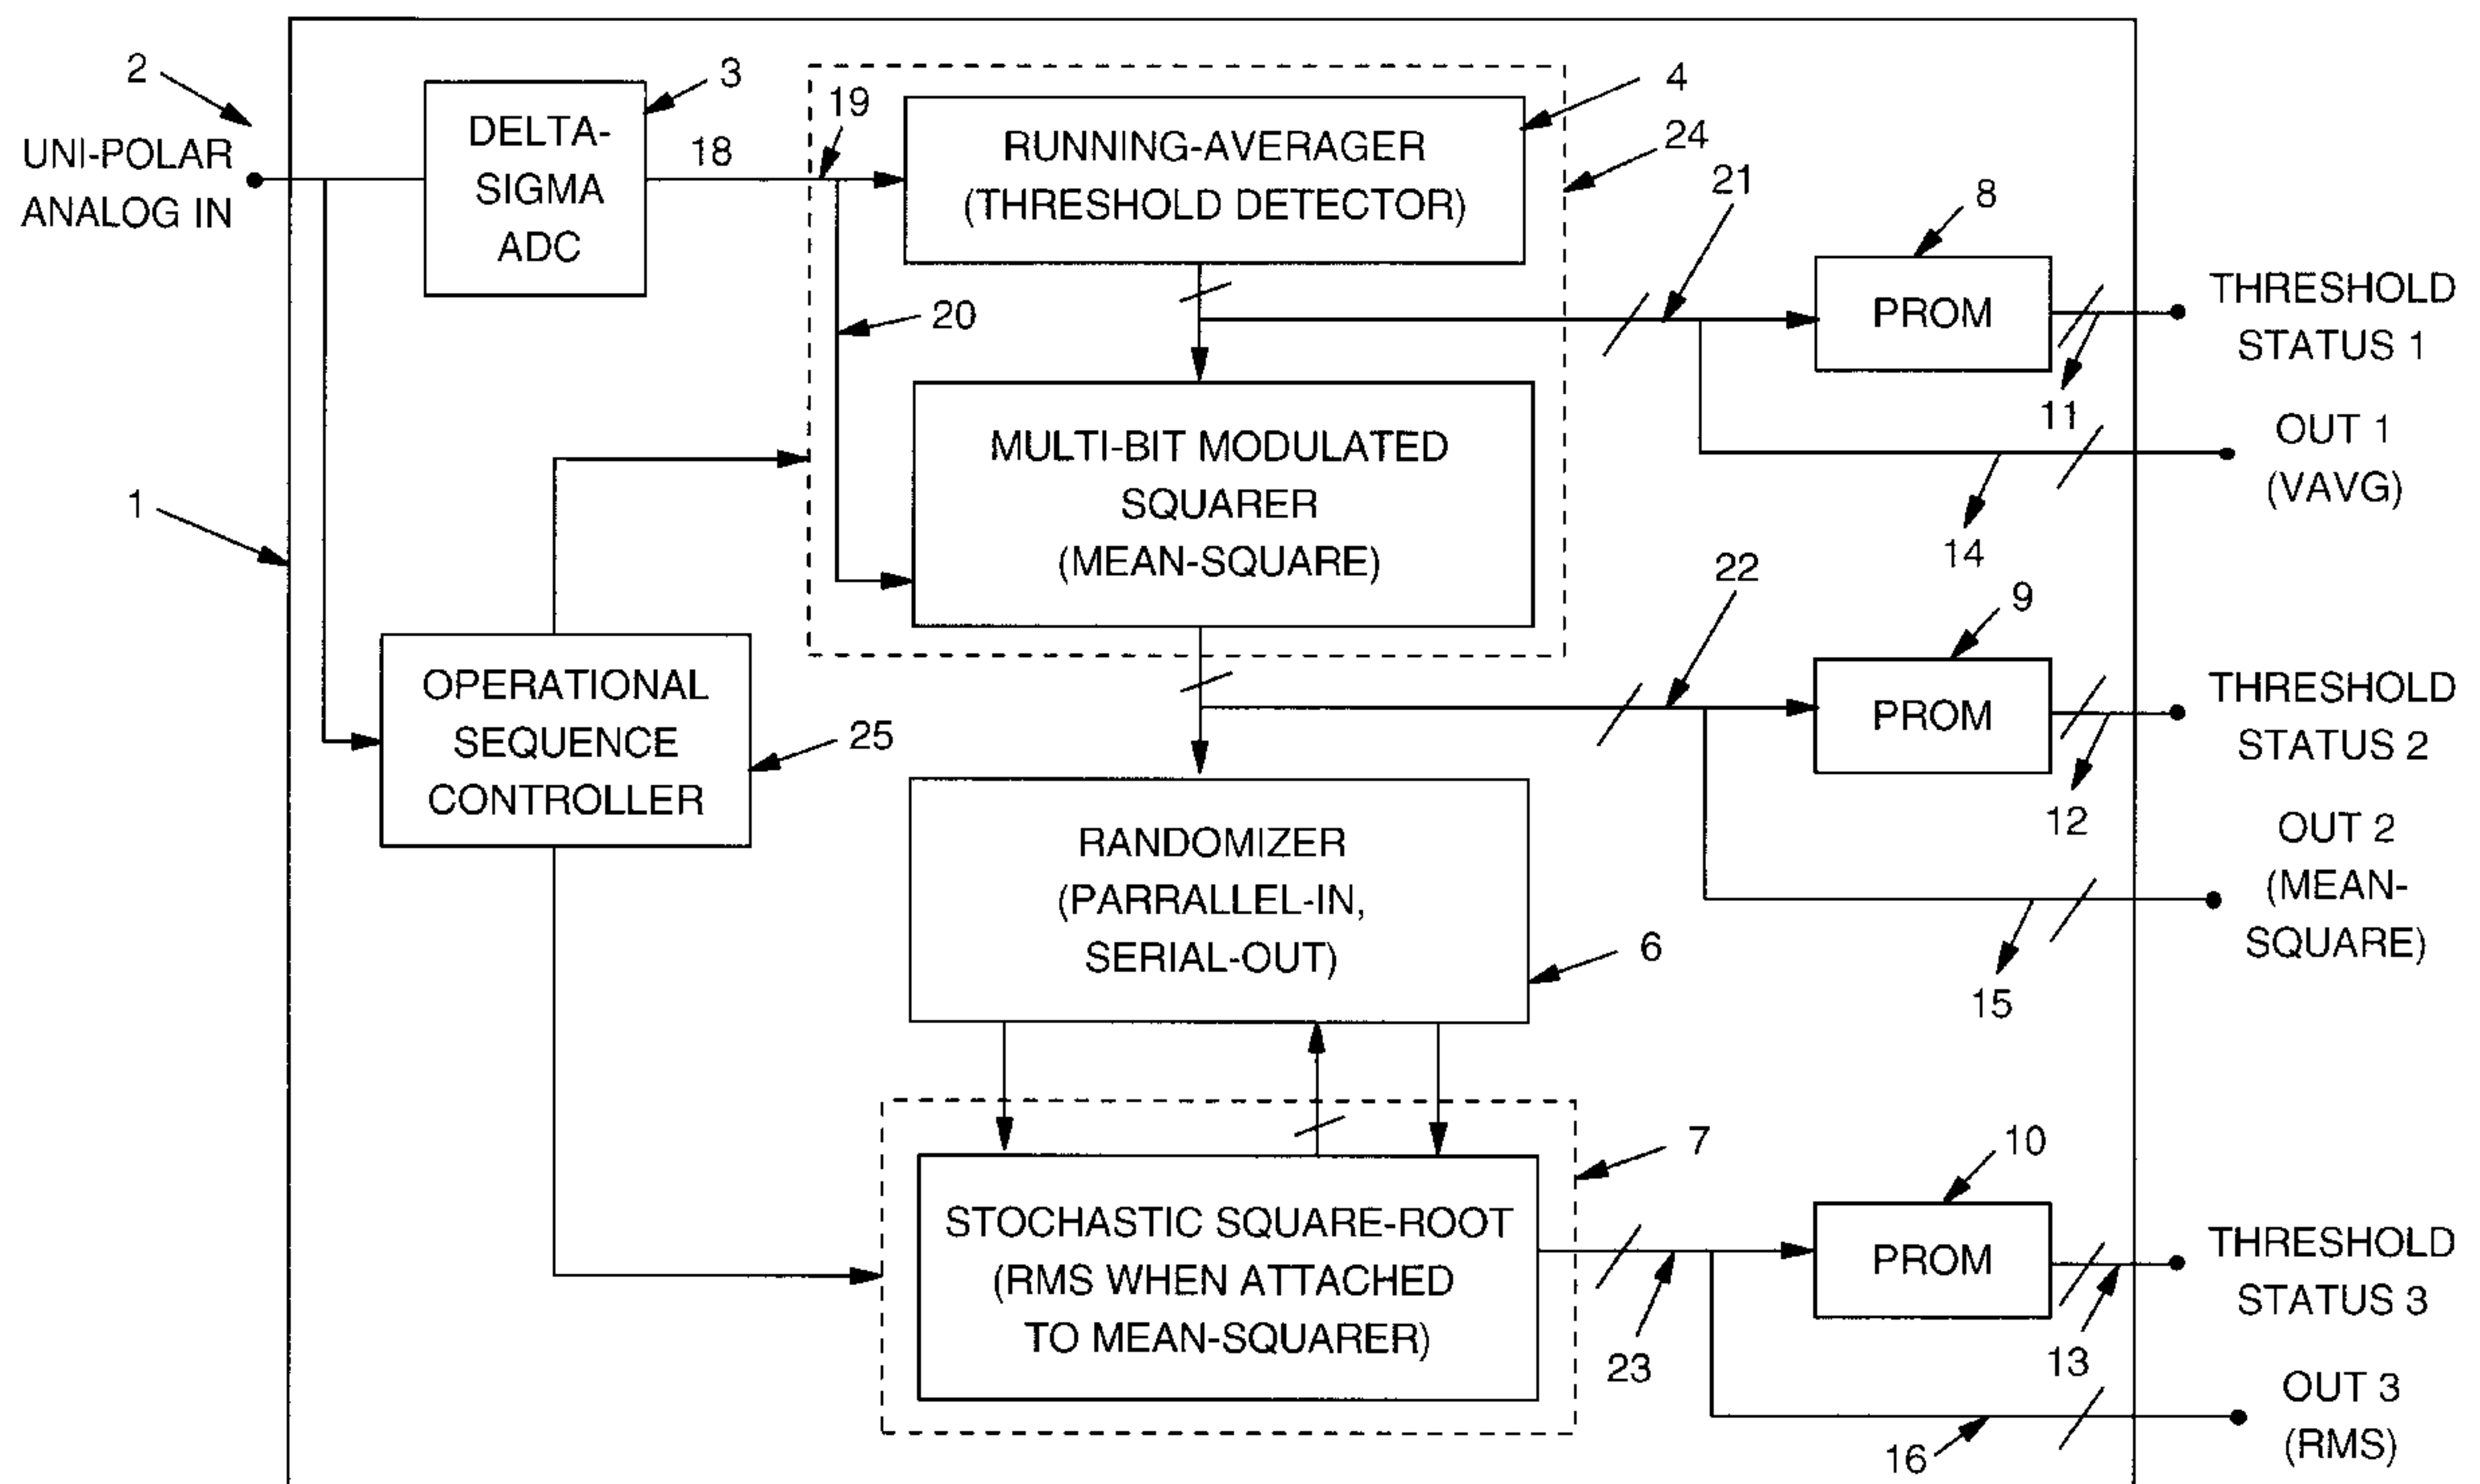 2
UNI-POLAR
ANALOG IN
DELTA-
SIGMA
ADC
3
18
19
20
RUNNING-AVERAGER
(THRESHOLD DETECTOR)
4
24
21
8
PROM
THRESHOLD
STATUS 1
11
OUT 1
(VAVG)
14
1
MULTI-BIT MODULATED
SQUARER
(MEAN-SQUARE)
22
9
PROM
THRESHOLD
STATUS 2
12
OUT 2
(MEAN-
SQUARE)
15
OPERATIONAL
SEQUENCE
CONTROLLER
25
RANDOMIZER
(PARRALLEL-IN,
SERIAL-OUT)
6
7
STOCHASTIC SQUARE-ROOT
(RMS WHEN ATTACHED
TO MEAN-SQUARER)
23
10
PROM
THRESHOLD
STATUS 3
13
OUT 3
(RMS)
16